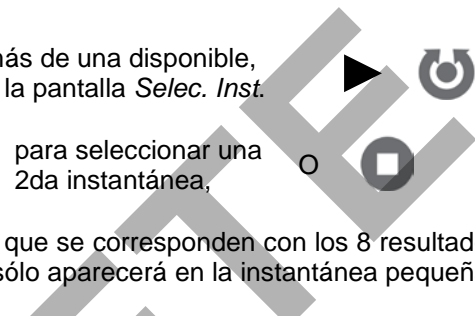 más de una disponible,
la pantalla Selec. Inst.
para seleccionar una
2da instantánea,
O
que se corresponden con los 8 resultad
sólo aparecerá en la instantánea pequeñ